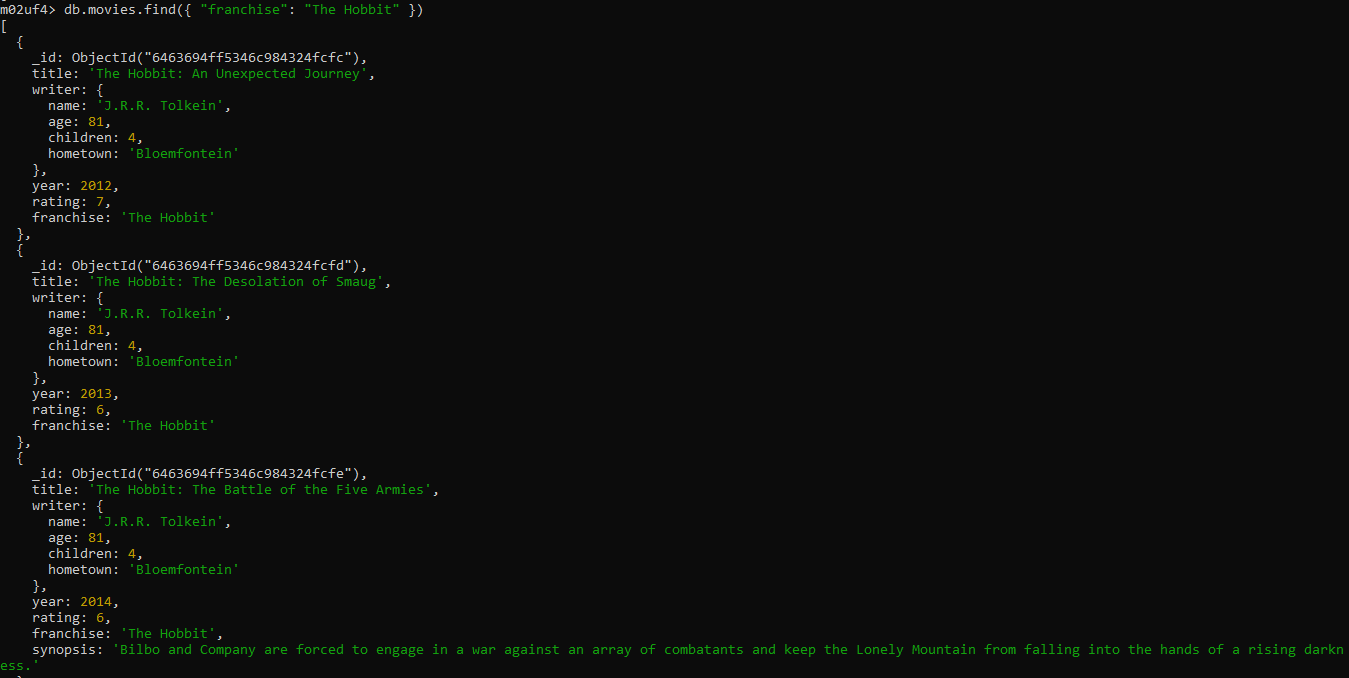 m02uf4> db.movies.find({ "franchise": "The Hobbit" })
[
  {
    _id: ObjectId("6463694ff5346c984324fcfc"),
    title: 'The Hobbit: An Unexpected Journey',
    writer: {
      name: 'J.R.R. Tolkein',
      age: 81,
      children: 4,
      hometown: 'Bloemfontein'
    },
    year: 2012,
    rating: 7,
    franchise: 'The Hobbit'
  },
  {
    _id: ObjectId("6463694ff5346c984324fcfd"),
    title: 'The Hobbit: The Desolation of Smaug',
    writer: {
      name: 'J.R.R. Tolkein',
      age: 81,
      children: 4,
      hometown: 'Bloemfontein'
    },
    year: 2013,
    rating: 6,
    franchise: 'The Hobbit'
  },
  {
    _id: ObjectId("6463694ff5346c984324fcfe"),
    title: 'The Hobbit: The Battle of the Five Armies',
    writer: {
      name: 'J.R.R. Tolkein',
      age: 81,
      children: 4,
      hometown: 'Bloemfontein'
    },
    year: 2014,
    rating: 6,
    franchise: 'The Hobbit',
    synopsis: 'Bilbo and Company are forced to engage in a war against an array of combatants and keep the Lonely Mountain from falling into the hands of a rising darkn
ess.'